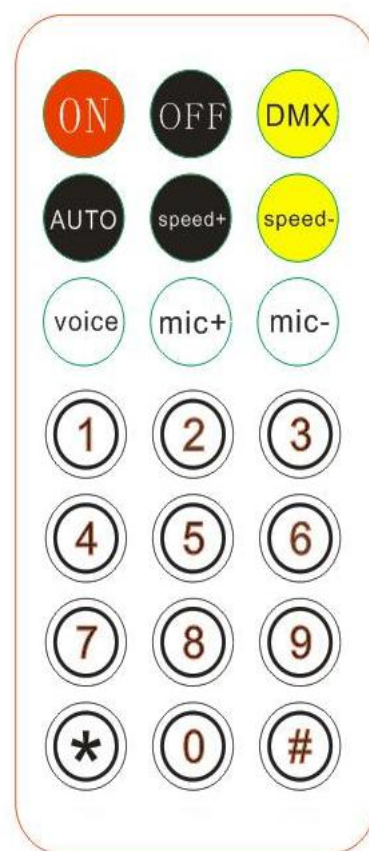 ON OFF DMX
AUTO speed+ speed-
voice mic+ mic-
1 2 3
4 5 6
7 8 9
* 0 #